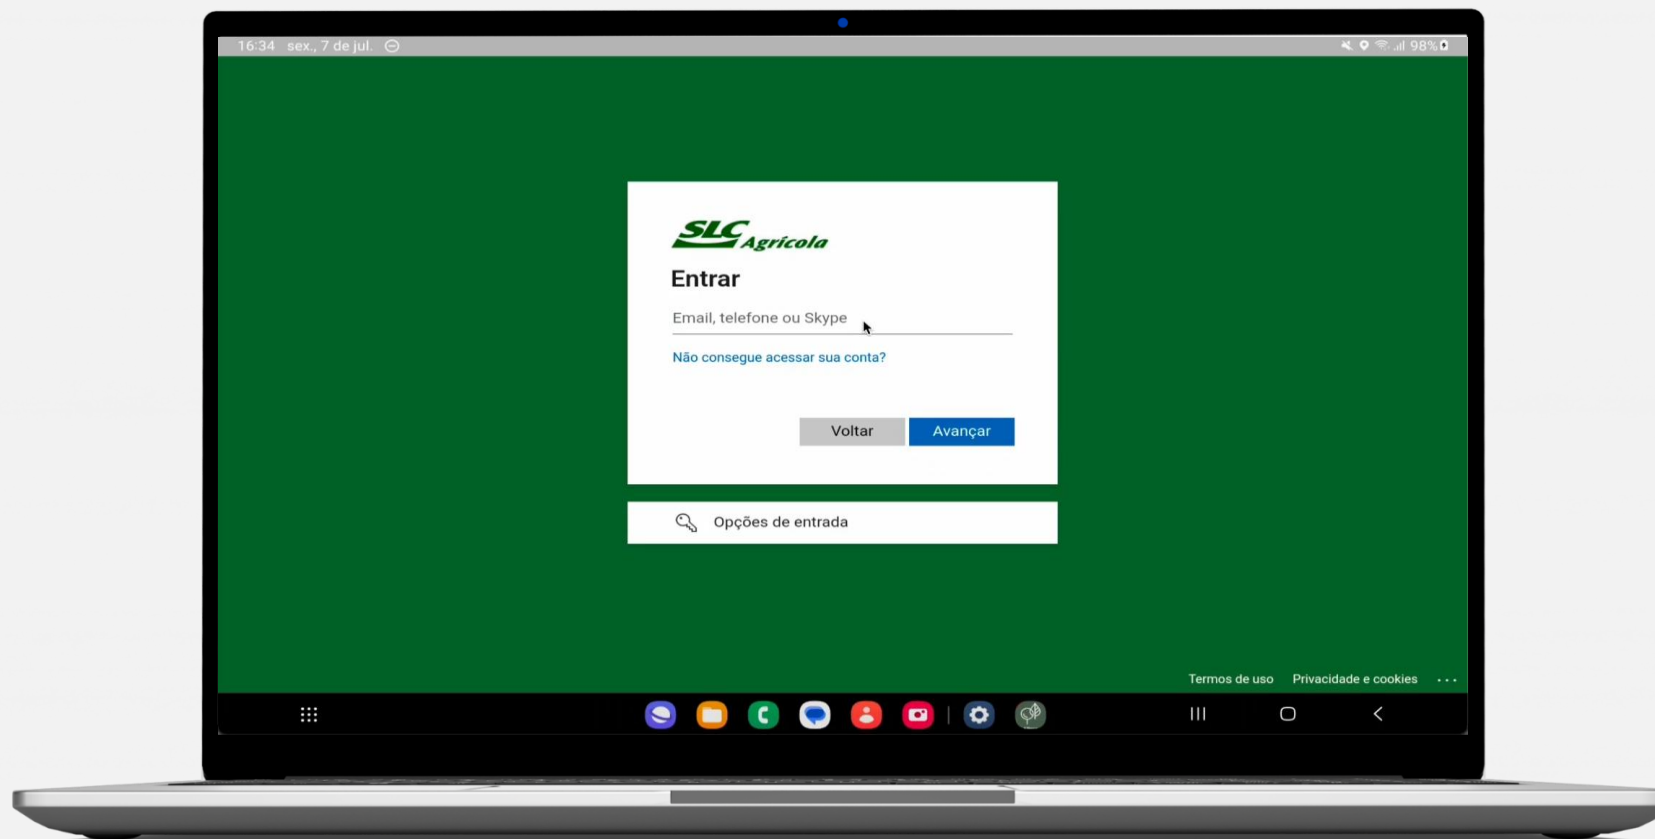 16:34 sex., 7 de jul.
98%
SLC Agrícola
Entrar
Email, telefone ou Skype
Não consegue acessar sua conta?
Voltar Avançar
Opções de entrada
Termos de uso Privacidade e cookies ...